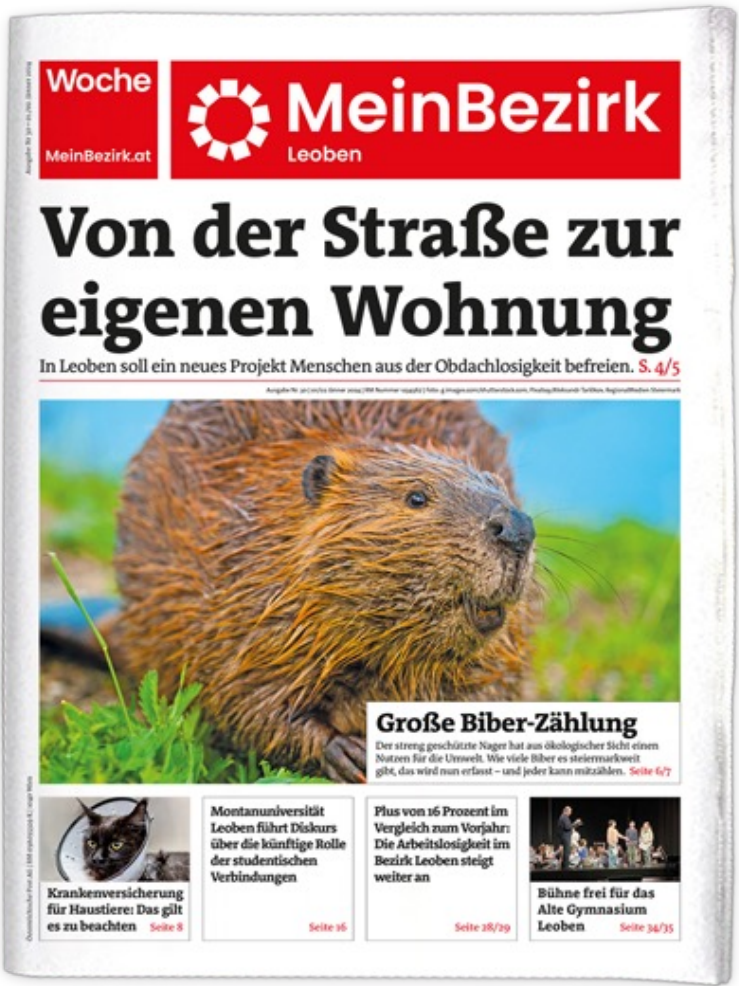 Woche
MeinBezirk.at
MeinBezirk
Leoben
Von der Straße zur
eigenen Wohnung
In Leoben soll ein neues Projekt Menschen aus der Obdachlosigkeit befreien. S. 4/5
Große Biber-Zählung
Der streng geschützte Nager hat aus ökologischer Sicht einen
Nutzen für die Umwelt. Wie viele Biber es steiermarkweit
gibt, das wird nun erfasst – und jeder kann mitzählen. Seite 6/7
Krankenversicherung
für Haustiere: Das gilt
es zu beachten Seite 8
Montanuniversität
Leoben führt Diskurs
über die künftige Rolle
der studentischen
Verbindungen
Seite 16
Plus von 16 Prozent im
Vergleich zum Vorjahr:
Die Arbeitslosigkeit im
Bezirk Leoben steigt
weiter an
Seite 28/29
Bühne frei für das
Alte Gymnasium
Leoben Seite 34/35